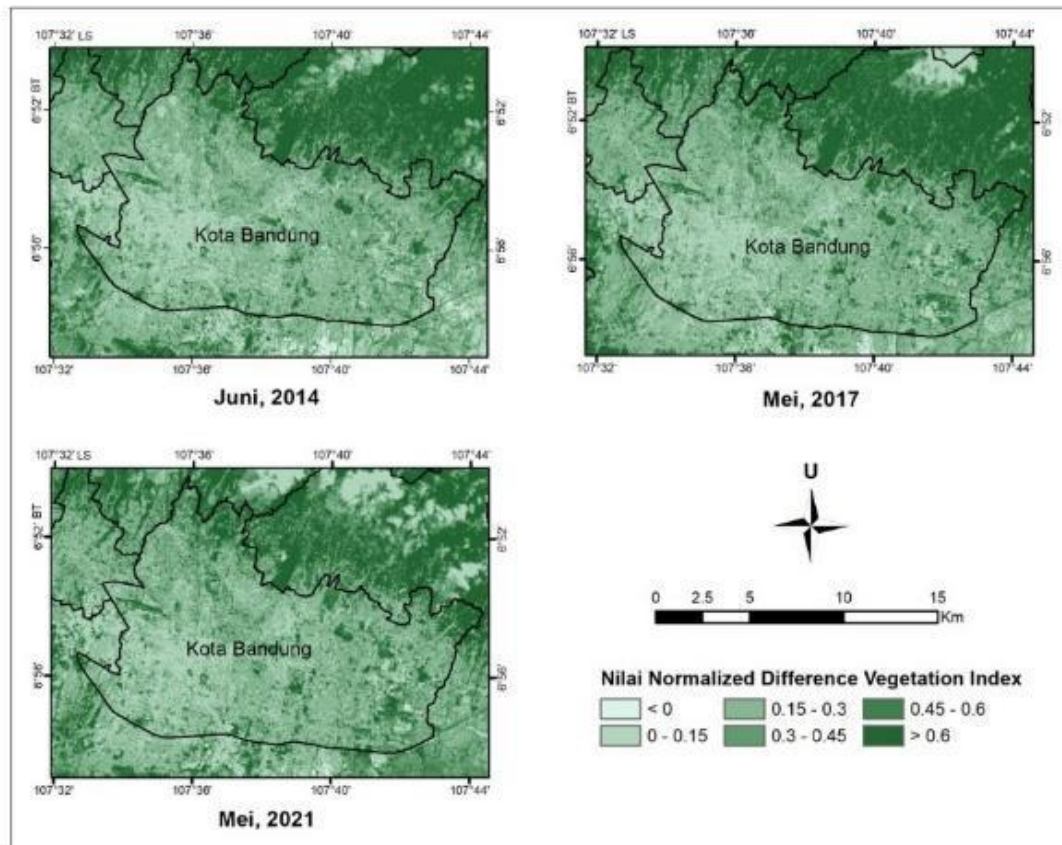 107°32' LS 107°36' 107°40' 107°44'
6°52' BT
6°52'
Kota Bandung
6°56'
6°56'
107°32' 107°36' 107°40' 107°44'
Juni, 2014
107°32' LS 107°36' 107°40' 107°44'
6°52' BT
6°52'
Kota Bandung
6°56'
6°56'
107°32' 107°36' 107°40' 107°44'
Mei, 2017
107°32' LS 107°36' 107°40' 107°44'
6°52' BT
6°52'
Kota Bandung
6°56'
6°56'
107°32' 107°36' 107°40' 107°44'
Mei, 2021
U
0 2.5 5 10 15
Km
Nilai Normalized Difference Vegetation Index
< 0 0.15 - 0.3 0.45 - 0.6
0 - 0.15 0.3 - 0.45 > 0.6